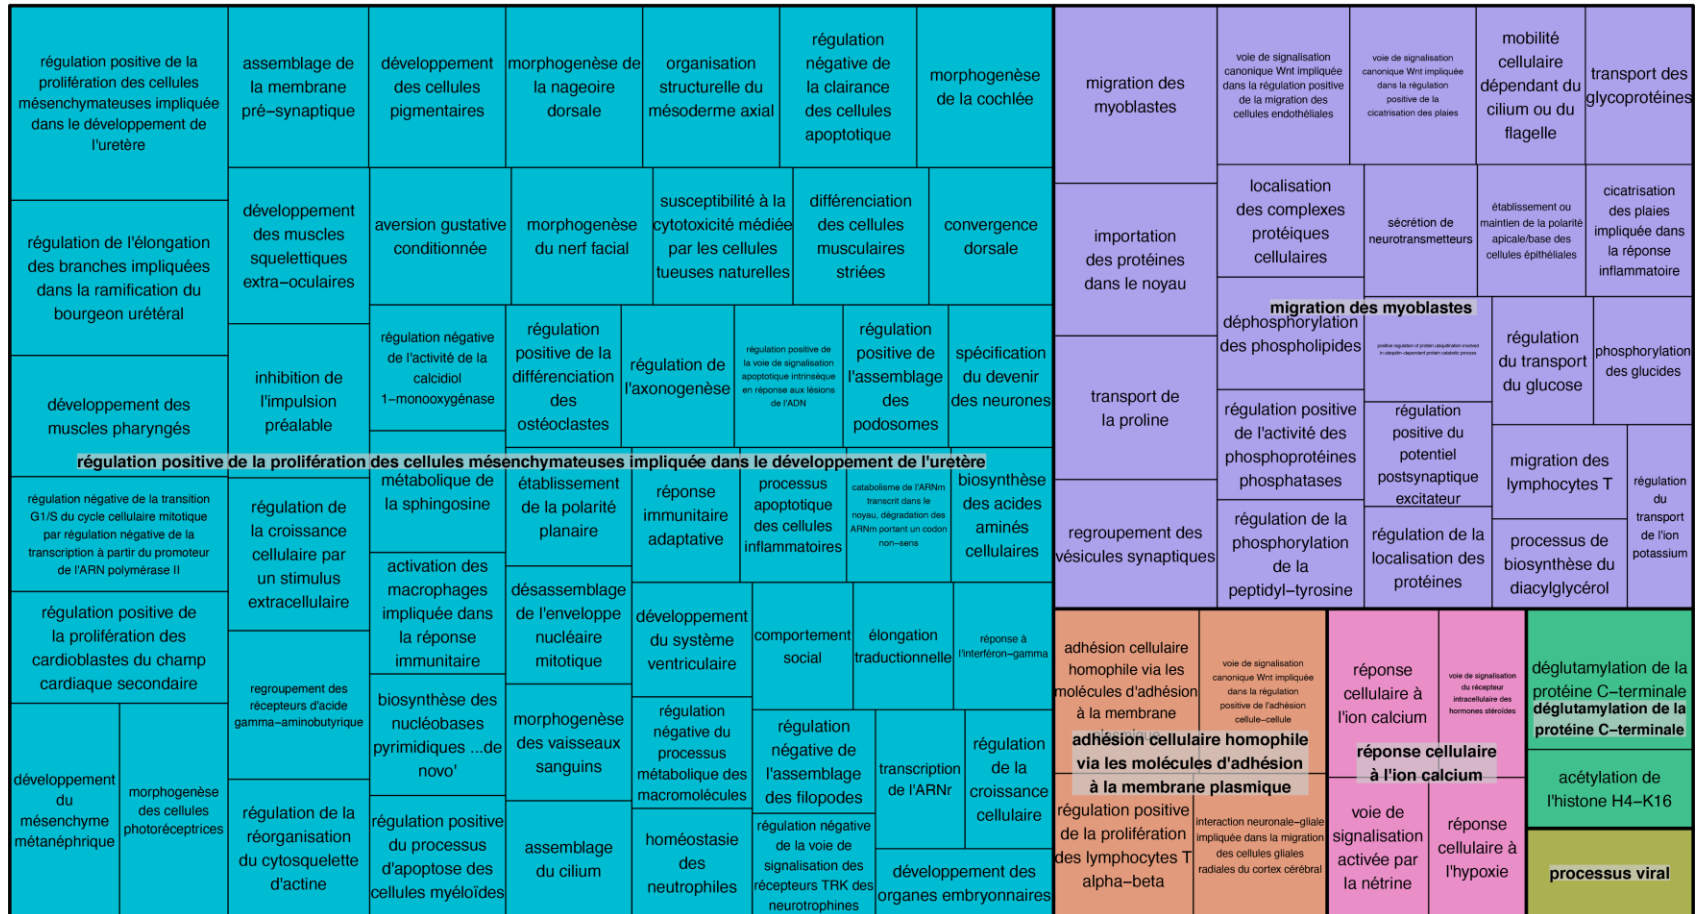 régulation positive de la
prolifération des cellules
mésenchymateuses impliquée
dans le développement de
l'uretère
assemblage de
la membrane
pré−synaptique
développement
des cellules
pigmentaires
morphogenèse de
la nageoire
dorsale
organisation
structurelle du
mésoderme axial
régulation
négative de
la clairance
des cellules
apoptotique
morphogenèse
de la cochlée
régulation de l'élongation
des branches impliquées
dans la ramification du
bourgeon urétéral
développement
des muscles
squelettiques
extra−oculaires
aversion gustative
conditionnée
morphogenèse
du nerf facial
susceptibilité à la
cytotoxicité médiée
par les cellules
tueuses naturelles
différenciation
des cellules
musculaires
striées
convergence
dorsale
développement des
muscles pharyngés
inhibition de
l'impulsion
préalable
régulation négative
de l'activité de la
calcidiol
1−monooxygénase
régulation
positive de la
différenciation
des
ostéoclastes
régulation de
l'axonogenèse
régulation positive de
la voie de signalisation
apoptotique intrinsèque
en réponse aux lésions
de l'ADN
régulation
positive de
l'assemblage
des
podosomes
spécification
du devenir
des neurones
régulation positive de la prolifération des cellules mésenchymateuses impliquée dans le développement de l'uretère
régulation négative de la transition
G1/S du cycle cellulaire mitotique
par régulation négative de la
transcription à partir du promoteur
de l'ARN polymérase II
régulation de
la croissance
cellulaire par
un stimulus
extracellulaire
métabolique de
la sphingosine
établissement
de la polarité
planaire
réponse
immunitaire
adaptative
processus
apoptotique
des cellules
inflammatoires
catabolisme de l'ARNm
transcrit dans le
noyau, dégradation des
ARNm portant un codon
non−sens
biosynthèse
des acides
aminés
cellulaires
régulation positive de
la prolifération des
cardioblastes du champ
cardiaque secondaire
regroupement des
récepteurs d'acide
gamma−aminobutyrique
activation des
macrophages
impliquée dans
la réponse
immunitaire
désassemblage
de l'enveloppe
nucléaire
mitotique
développement
du système
ventriculaire
comportement
social
élongation
traductionnelle
réponse à
l'interféron−gamma
développement
du
mésenchyme
métanéphrique
morphogenèse
des cellules
photoréceptrices
régulation de la
réorganisation
du cytosquelette
d'actine
biosynthèse des
nucléobases
pyrimidiques ...de
novo'
morphogenèse
des vaisseaux
sanguins
régulation
négative du
processus
métabolique des
macromolécules
régulation
négative de
l'assemblage
des filopodes
transcription
de l'ARNr
régulation
de la
croissance
cellulaire
régulation positive
du processus
d'apoptose des
cellules myéloïdes
assemblage
du cilium
homéostasie
des
neutrophiles
régulation négative
de la voie de
signalisation des
récepteurs TRK des
neurotrophines
développement des
organes embryonnaires
migration des
myoblastes
voie de signalisation
canonique Wnt impliquée
dans la régulation positive
de la migration des
cellules endothéliales
voie de signalisation
canonique Wnt impliquée
dans la régulation
positive de la
cicatrisation des plaies
mobilité
cellulaire
dépendant du
cilium ou du
flagelle
transport des
glycoprotéines
importation
des protéines
dans le noyau
localisation
des complexes
protéiques
cellulaires
sécrétion de
neurotransmetteurs
établissement ou
maintien de la polarité
apicale/base des
cellules épithéliales
cicatrisation
des plaies
impliquée dans
la réponse
inflammatoire
migration des myoblastes
transport de
la proline
déphosphorylation
des phospholipides
positive regulation of protein ubiquitination involved
in ubiquitin−dependent protein catabolic process
régulation
du transport
du glucose
phosphorylation
des glucides
regroupement des
vésicules synaptiques
régulation positive
de l'activité des
phosphoprotéines
phosphatases
régulation
positive du
potentiel
postsynaptique
excitateur
migration des
lymphocytes T
régulation
du
transport
de l'ion
potassium
régulation de la
phosphorylation
de la
peptidyl−tyrosine
régulation de la
localisation des
protéines
processus de
biosynthèse du
diacylglycérol
adhésion cellulaire
homophile via les
molécules d'adhésion
à la membrane
voie de signalisation
canonique Wnt impliquée
dans la régulation
positive de l'adhésion
cellule−cellule
adhésion cellulaire homophile
via les molécules d'adhésion
à la membrane plasmique
régulation positive
de la prolifération
des lymphocytes T
alpha−beta
interaction neuronale−gliale
impliquée dans la migration
des cellules gliales
radiales du cortex cérébral
réponse
cellulaire à
l'ion calcium
voie de signalisation
du récepteur
intracellulaire des
hormones stéroïdes
réponse cellulaire
à l'ion calcium
voie de
signalisation
activée par
la nétrine
réponse
cellulaire à
l'hypoxie
déglutamylation de la
protéine C−terminale
déglutamylation de la
protéine C−terminale
acétylation de
l'histone H4−K16
processus viral